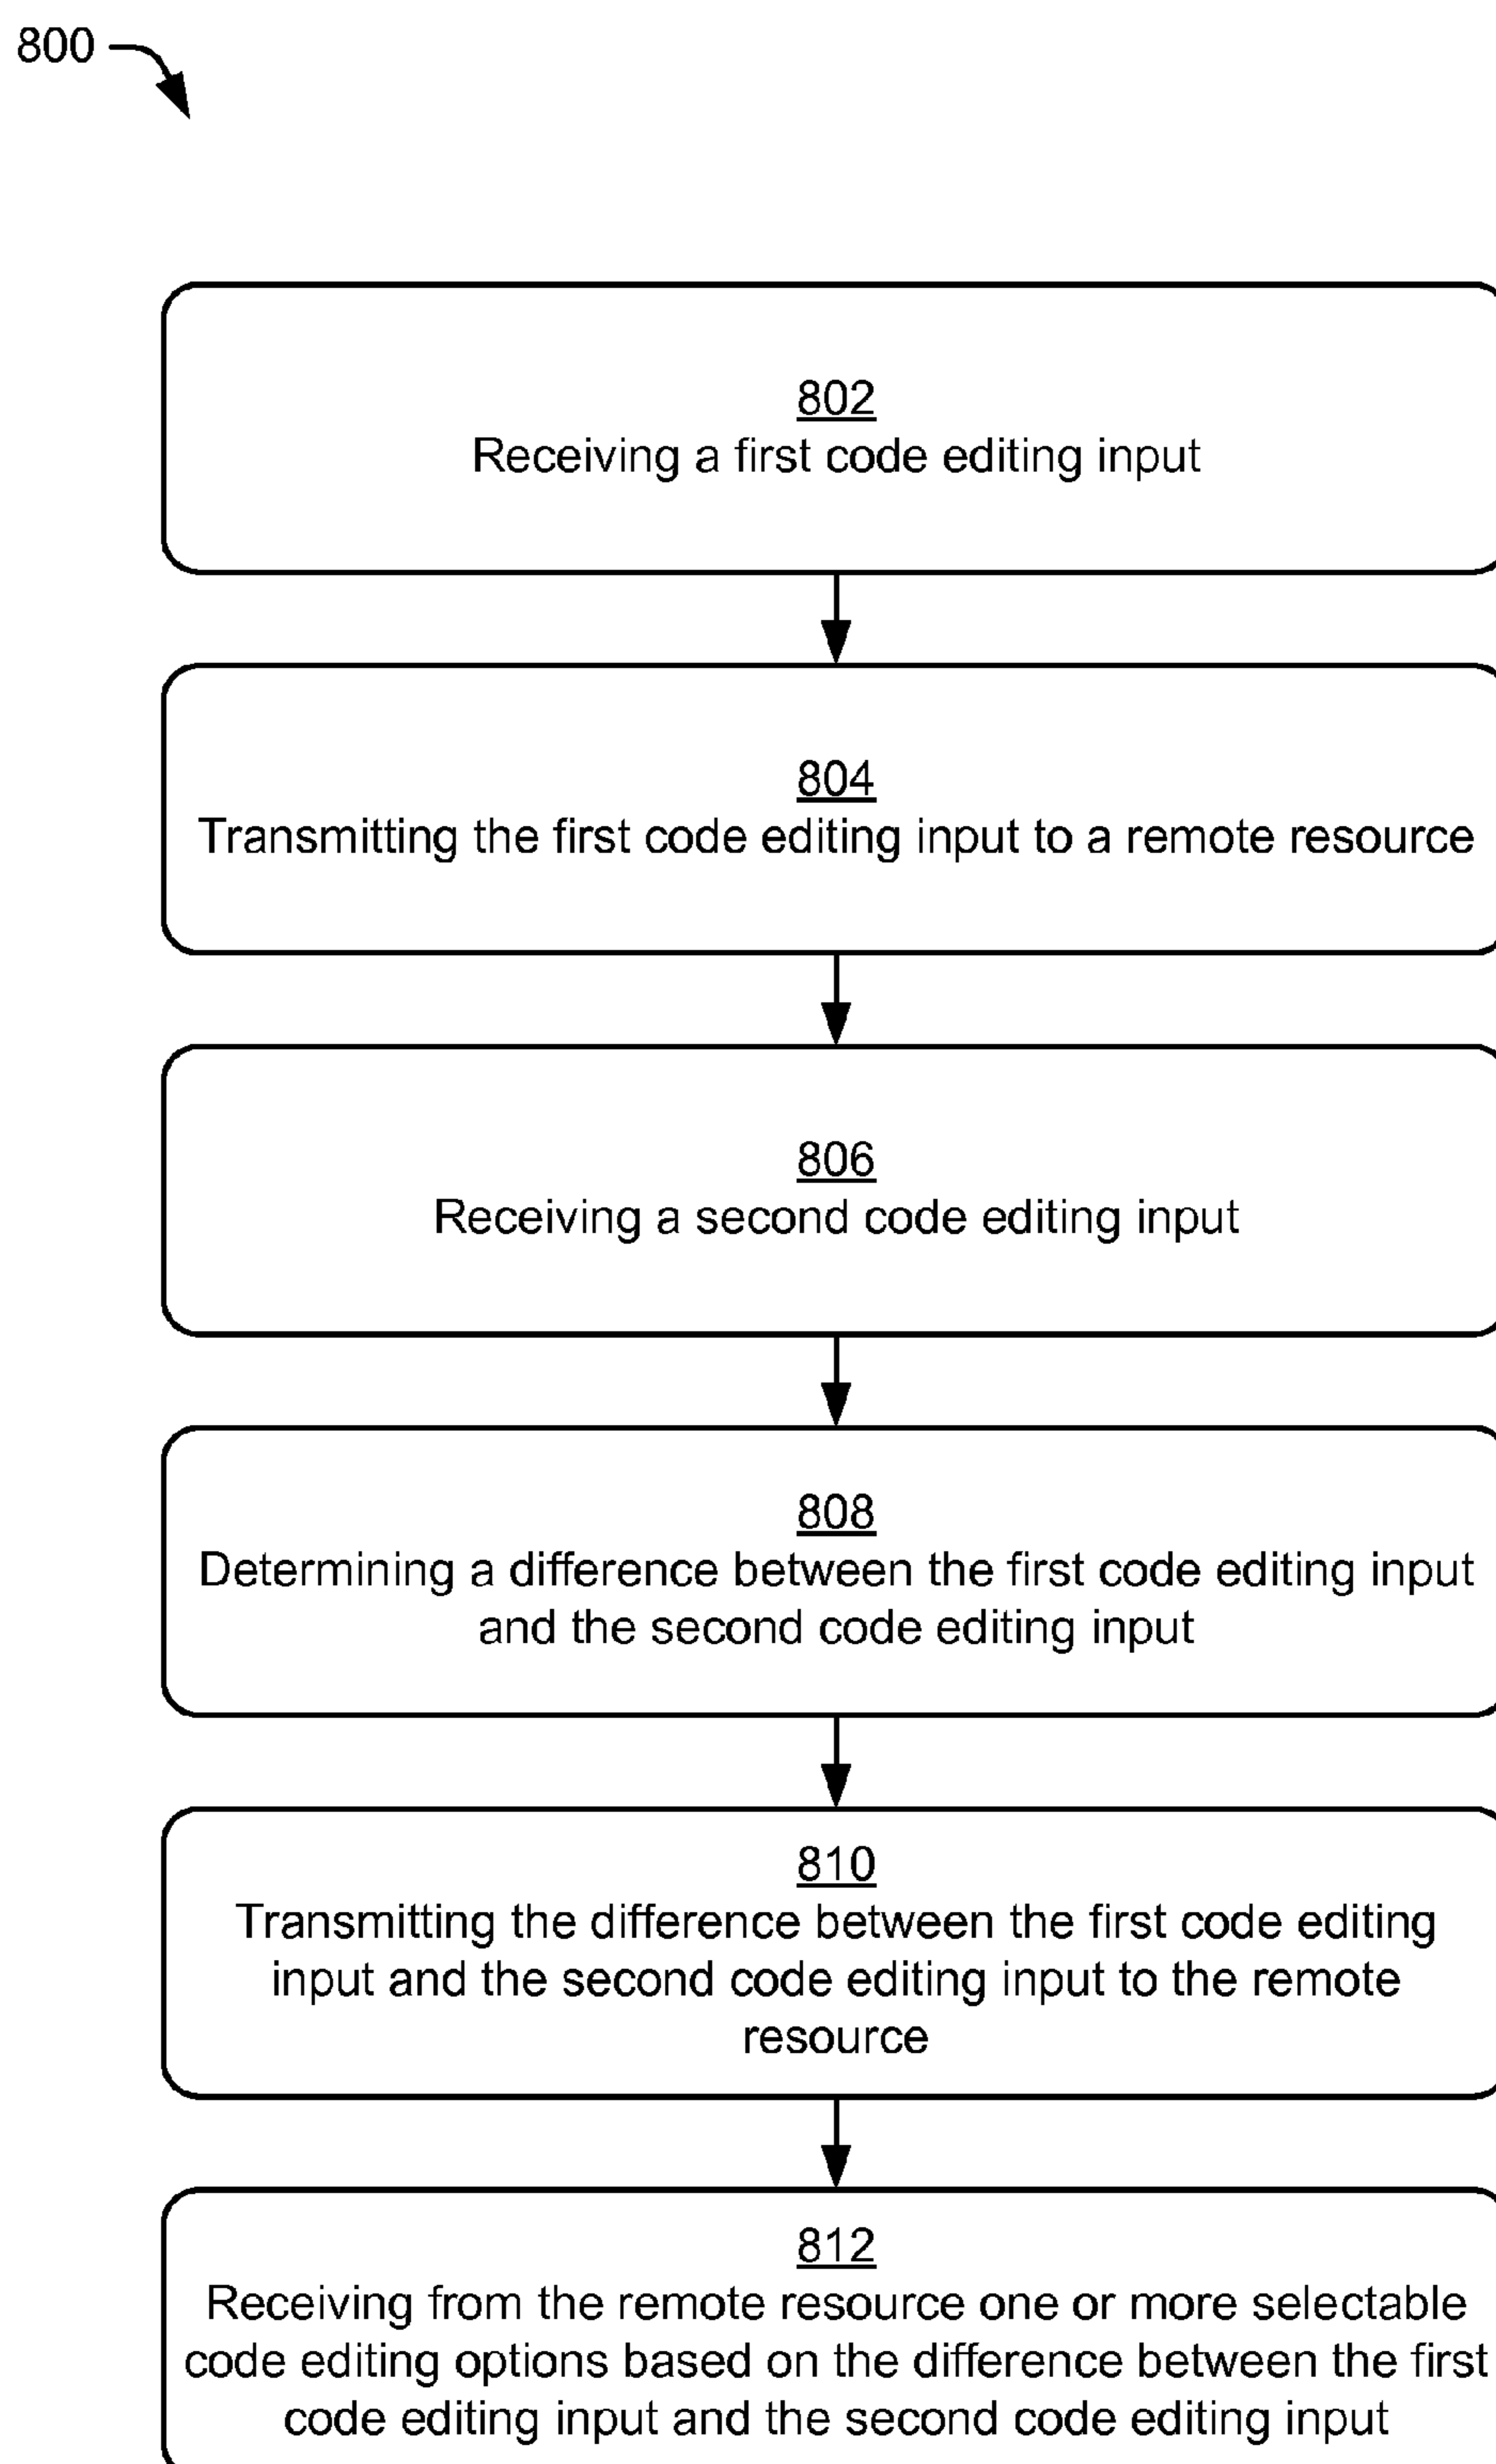 800
802
Receiving a first code editing input
804
Transmitting the first code editing input to a remote resource
806
Receiving a second code editing input
808
Determining a difference between the first code editing input
and the second code editing input
810
Transmitting the difference between the first code editing
input and the second code editing input to the remote
resource
812
Receiving from the remote resource one or more selectable
code editing options based on the difference between the first
code editing input and the second code editing input